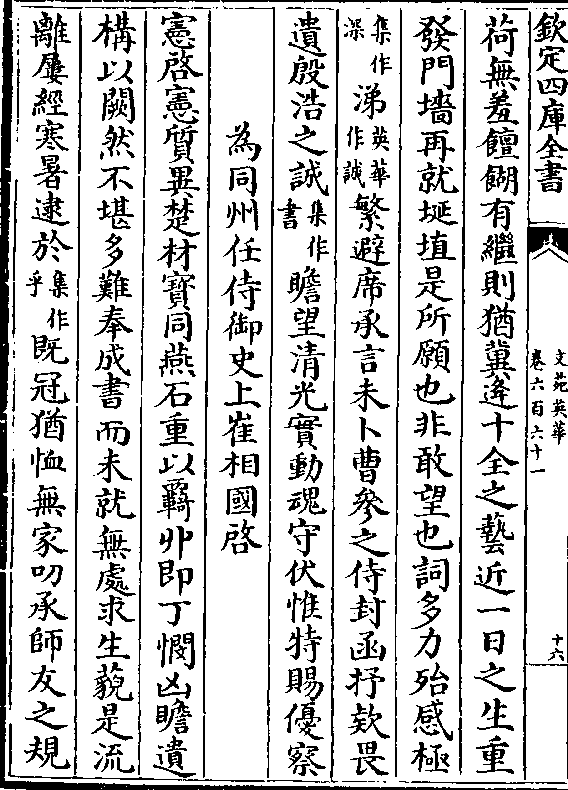 欽定四庫全書
文苑英華
卷六百六十一
十六
荷無羞饘餬有繼則猶冀逢十全之藝近一日之生重
發門墻再就埏埴是所願也非敢望也詞多力殆感極
集作深涕英華作誠繁避席承言未卜曹參之侍封函抒欵畏
遺殷浩之誠集作書瞻望清光實動魂守伏惟特賜優察
為同州任侍御史上崔相國啓
憲啓憲質異楚材寳同燕石重以羁丱即丁憫凶瞻遺
構以闕然不堪多難奉成書而未就無處求生藐是流
離屢經寒暑逮於集作乎既冠猶恤無家叨承師友之規